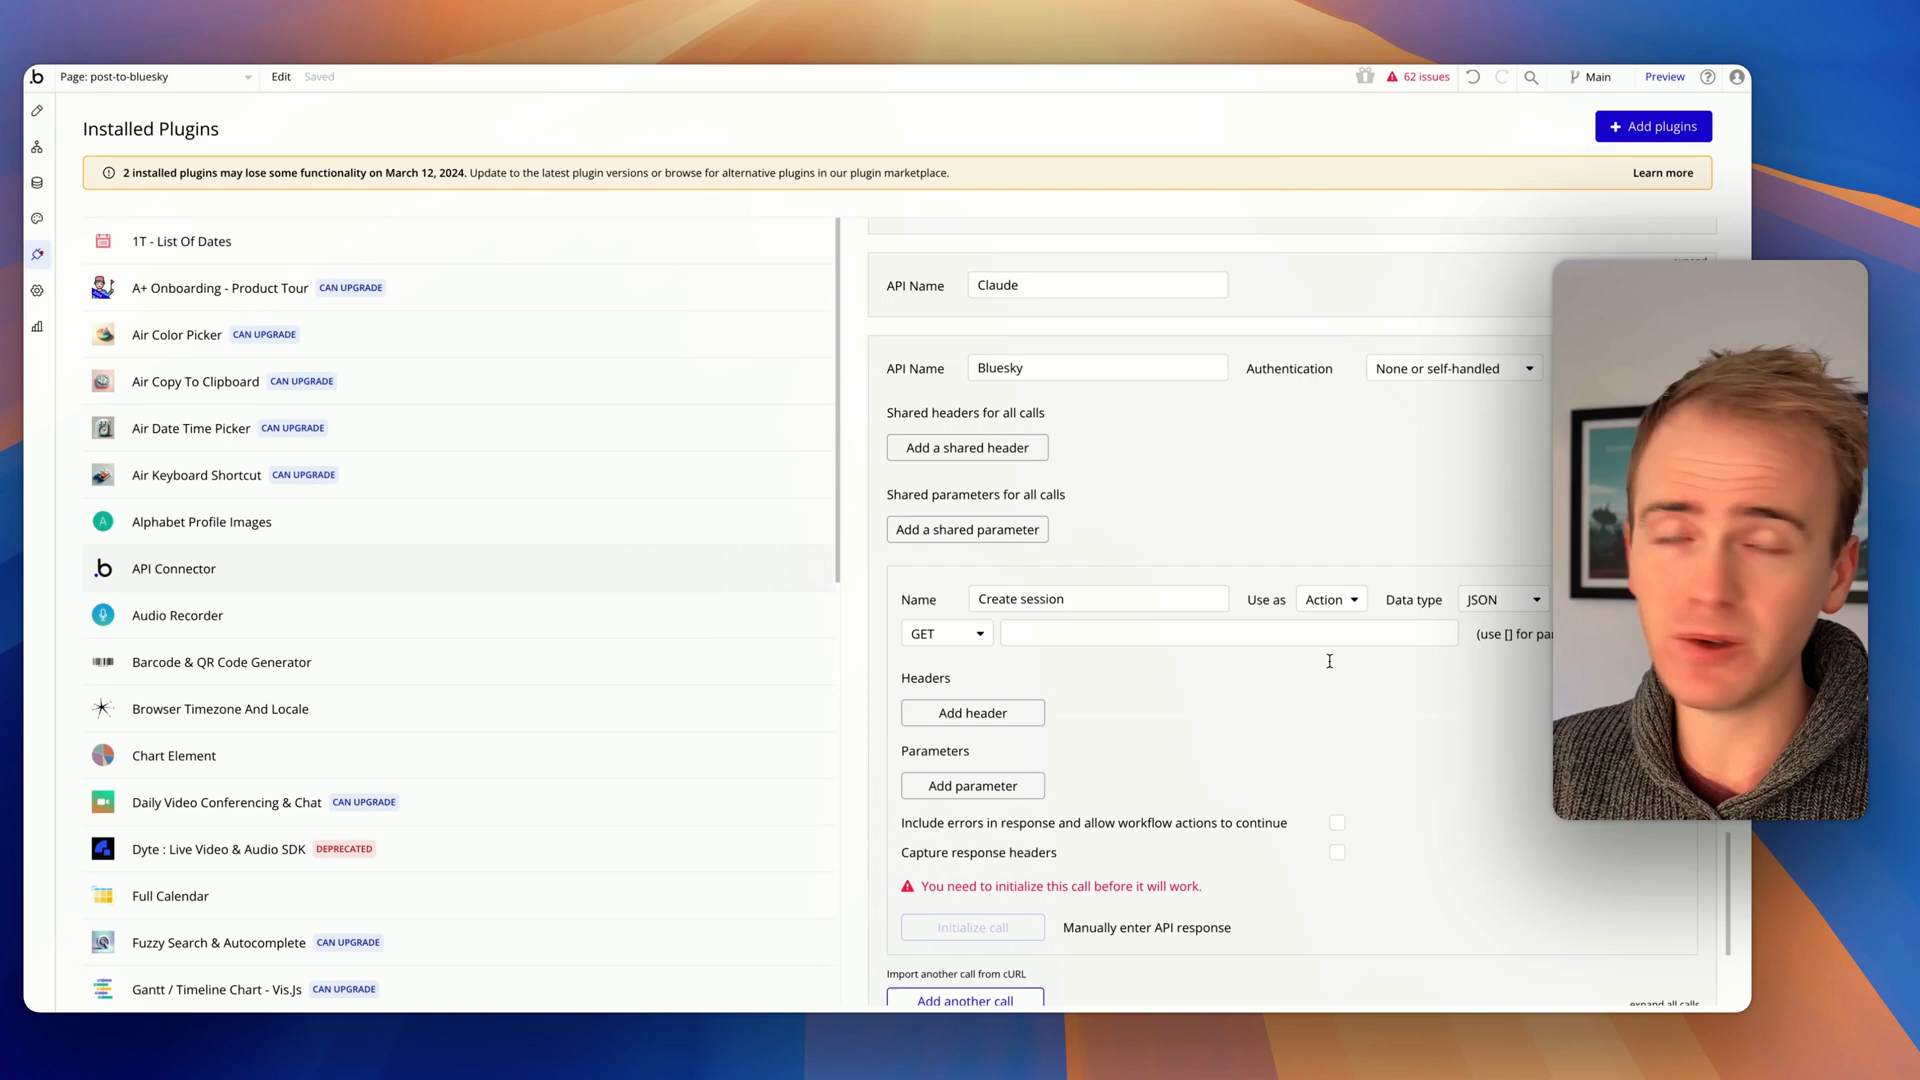 .b Page: post-to-bluesky Edit Saved 62 issues Main Preview
Installed Plugins
+ Add plugins
2 installed plugins may lose some functionality on March 12, 2024. Update to the latest plugin versions or browse for alternative plugins in our plugin marketplace. Learn more
1T - List Of Dates
A+ Onboarding - Product Tour CAN UPGRADE
Air Color Picker CAN UPGRADE
Air Copy To Clipboard CAN UPGRADE
Air Date Time Picker CAN UPGRADE
Air Keyboard Shortcut CAN UPGRADE
A Alphabet Profile Images
.b API Connector
Audio Recorder
Barcode & QR Code Generator
Browser Timezone And Locale
Chart Element
Daily Video Conferencing & Chat CAN UPGRADE
Dyte : Live Video & Audio SDK DEPRECATED
Full Calendar
Fuzzy Search & Autocomplete CAN UPGRADE
Gantt / Timeline Chart - Vis.Js CAN UPGRADE
expand
API Name Claude
API Name Bluesky Authentication None or self-handled
Shared headers for all calls
Add a shared header
Shared parameters for all calls
Add a shared parameter
Name Create session Use as Action Data type JSON
GET (use [] for par
Headers
Add header
Parameters
Add parameter
Include errors in response and allow workflow actions to continue
Capture response headers
You need to initialize this call before it will work.
Initialize call Manually enter API response
Import another call from cURL
Add another call
expand all calls